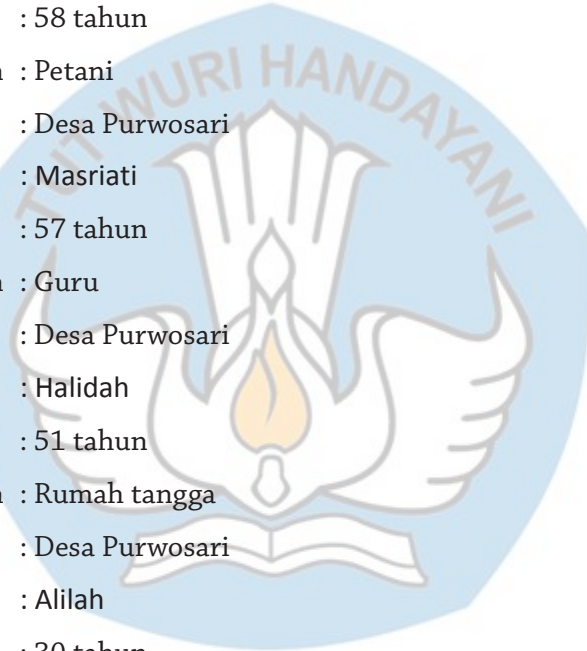 : 58 tahun
: Petani
: Desa Purwosari
: Masriati
: 57 tahun
: Guru
: Desa Purwosari
: Halidah
: 51 tahun
: Rumah tangga
: Desa Purwosari
: Alilah
: 30 tahun
TUT WURI HANDAYANI